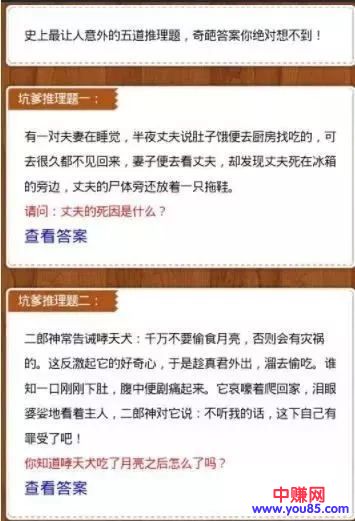 史上最让人意外的五道推理题，奇葩答案你绝对想不到！
坑爹推理题一：
有一对夫妻在睡觉，半夜丈夫说肚子饿便去厨房找吃的，可
去很久都不见回来，妻子便去看丈夫，却发现丈夫死在冰箱
的旁边，丈夫的尸体旁还放着一只拖鞋。
请问：丈夫的死因是什么？
查看答案
坑爹推理题二：
二郎神常告诫哮天犬：千万不要偷食月亮，否则会有灾祸
的。这反激起它的好奇心，于是趁真君外出，溜去偷吃。谁
知一口刚刚下肚，腹中便剧痛起来。它哀嚎着爬回家，泪眼
婆娑地看着主人，二郎神对它说：不听我的话，这下自己有
罪受了吧！
你知道哮天犬吃了月亮之后怎么了吗？
查看答案
中赚网
www.you85.com